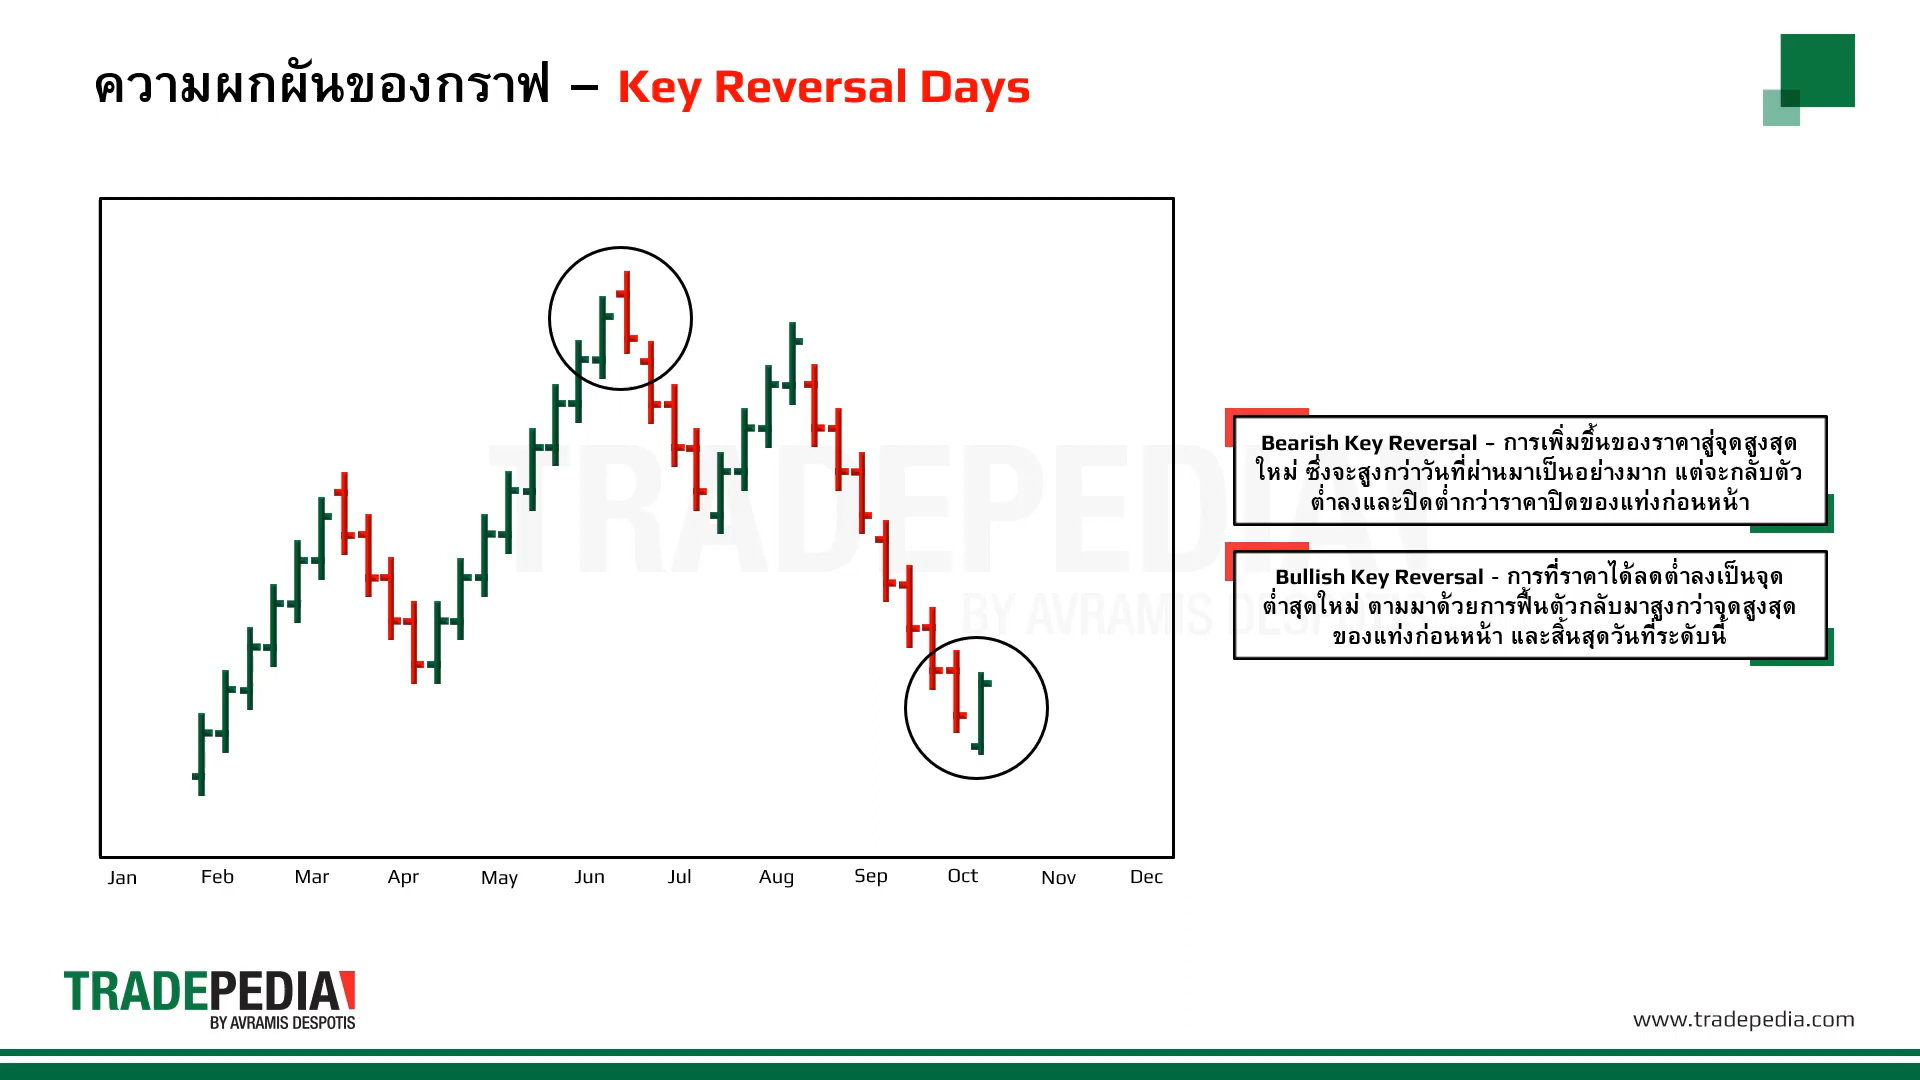 ความผกผันของกราฟ – Key Reversal Days
TRADEPEDIA
BY AVRAMIS DESPOTIS
Bearish Key Reversal – การเพิ่มขึ้นของราคาสู่จุดสูงสุด
ใหม่ ซึ่งจะสูงกว่าวันที่ผ่านมาเป็นอย่างมาก แต่จะกลับตัว
ต่ำลงและปิดต่ำกว่าราคาปิดของแท่งก่อนหน้า
Bullish Key Reversal - การที่ราคาได้ลดต่ำลงเป็นจุด
ต่ำสุดใหม่ ตามมาด้วยการฟื้นตัวกลับมาสูงกว่าจุดสูงสุด
ของแท่งก่อนหน้า และสิ้นสุดวันที่ระดับนี้
Jan Feb Mar Apr May Jun Jul Aug Sep Oct Nov Dec
TRADEPEDIA
BY AVRAMIS DESPOTIS
www.tradepedia.com